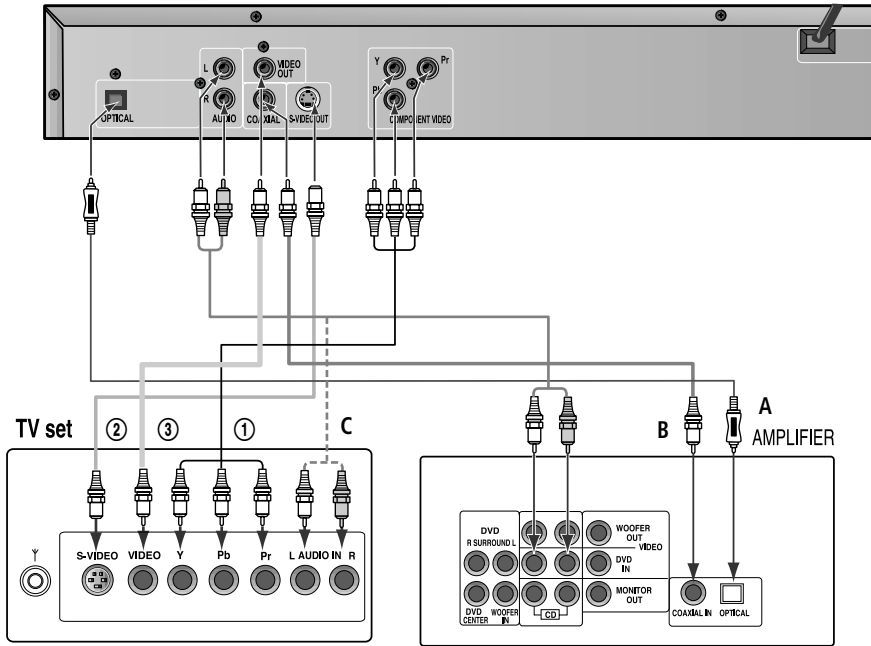 L
VIDEO
OUT
Y
Pr
R
Pb
OPTICAL
AUDIO
COAXIAL
S-VIDEO OUT
COMPONENT VIDEO
TV set
②
③
①
C
B
A
AMPLIFIER
S-VIDEO
VIDEO
Y
Pb
Pr
L AUDIO IN R
DVD
R SURROUND L
WOOFER
OUT
VIDEO
DVD
IN
MONITOR
OUT
DVD
CENTER
WOOFER
IN
CD
COAXIAL IN
OPTICAL